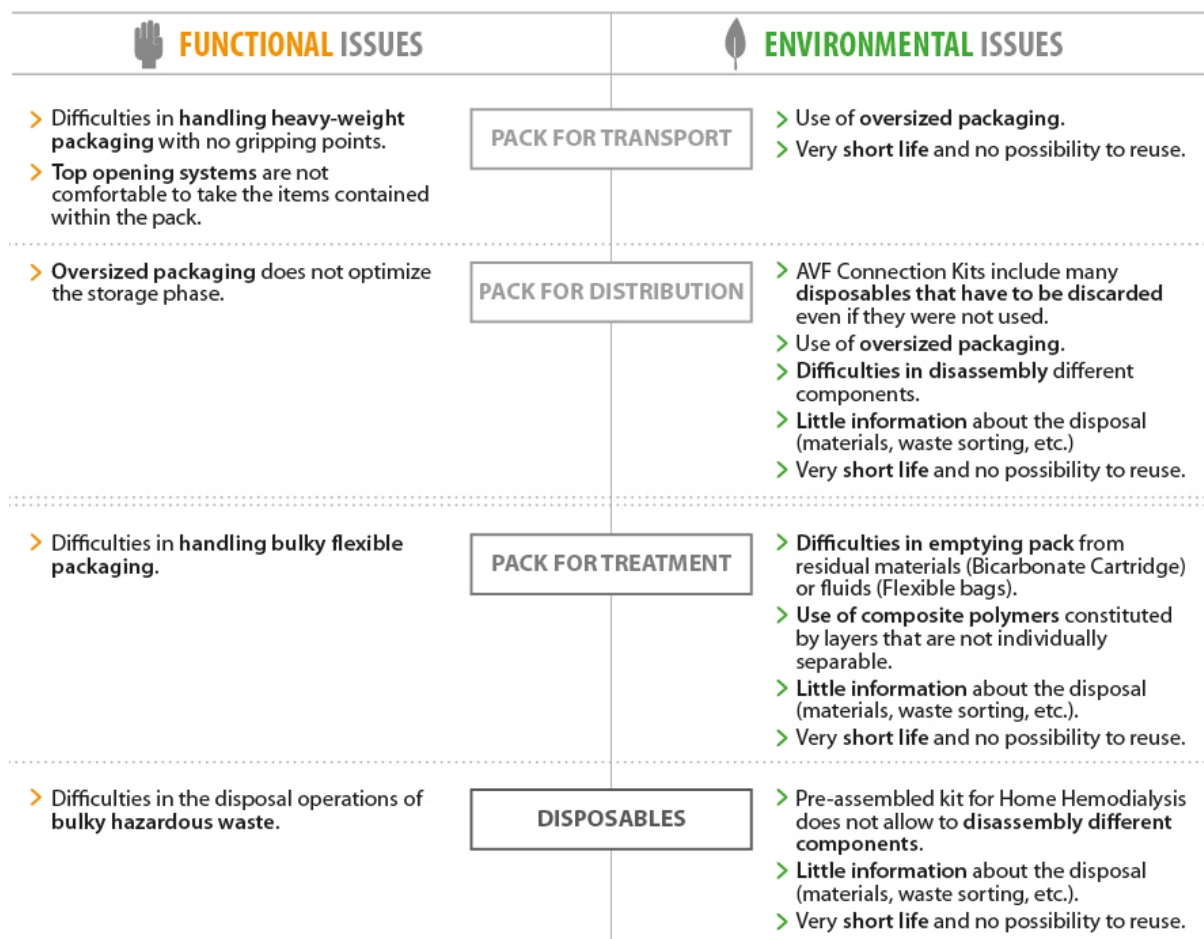 FUNCTIONAL ISSUES
ENVIRONMENTAL ISSUES
Difficulties in handling heavy-weight
packaging with no gripping points.
Top opening systems are not
comfortable to take the items contained
within the pack.
PACK FOR TRANSPORT
Use of oversized packaging.
Very short life and no possibility to reuse.
Oversized packaging does not optimize
the storage phase.
PACK FOR DISTRIBUTION
AVF Connection Kits include many
disposables that have to be discarded
even if they were not used.
Use of oversized packaging.
Difficulties in disassembly different
components.
Little information about the disposal
(materials, waste sorting, etc.)
Very short life and no possibility to reuse.
Difficulties in handling bulky flexible
packaging.
PACK FOR TREATMENT
Difficulties in emptying pack from
residual materials (Bicarbonate Cartridge)
or fluids (Flexible bags).
Use of composite polymers constituted
by layers that are not individually
separable.
Little information about the disposal
(materials, waste sorting, etc.).
Very short life and no possibility to reuse.
Difficulties in the disposal operations of
bulky hazardous waste.
DISPOSABLES
Pre-assembled kit for Home Hemodialysis
does not allow to disassembly different
components.
Little information about the disposal
(materials, waste sorting, etc.).
Very short life and no possibility to reuse.